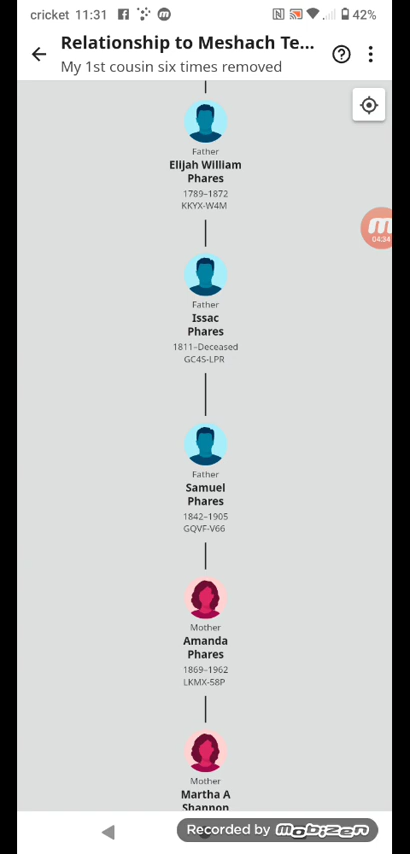 cricket 11:31 42%
Relationship to Meshach Te...
My 1st cousin six times removed
Father
Elijah William
Phares
1789–1872
KKYX-W4M
04:34
Father
Issac
Phares
1811–Deceased
GC4S-LPR
Father
Samuel
Phares
1842–1905
GQVF-V66
Mother
Amanda
Phares
1869–1962
LKMX-58P
Mother
Martha A
Shannon
Recorded by mobizen